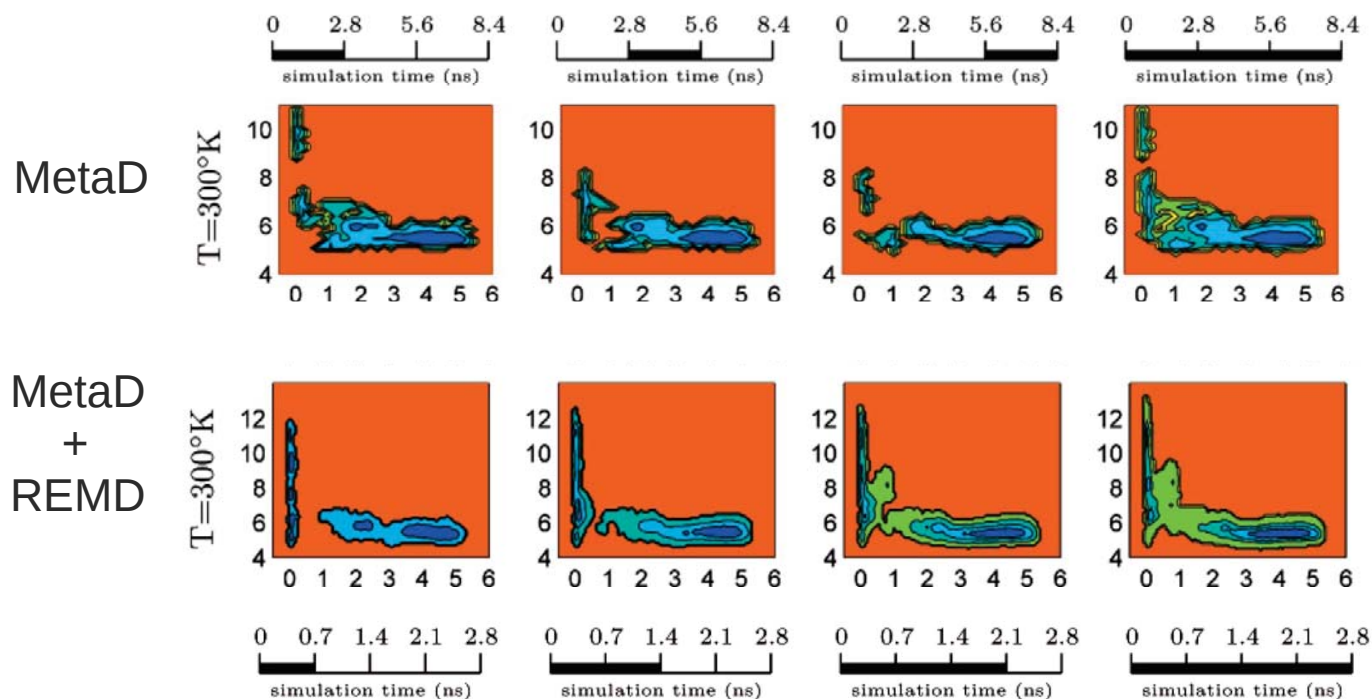 0 2.8 5.6 8.4 0 2.8 5.6 8.4 0 2.8 5.6 8.4 0 2.8 5.6 8.4
simulation time (ns) simulation time (ns) simulation time (ns) simulation time (ns)
MetaD
T=300°K
10 10 10 10
8 8 8 8
6 6 6 6
4 4 4 4
0 1 2 3 4 5 6 0 1 2 3 4 5 6 0 1 2 3 4 5 6 0 1 2 3 4 5 6
MetaD
+
REMD
T=300°K
12 12 12 12
10 10 10 10
8 8 8 8
6 6 6 6
4 4 4 4
0 1 2 3 4 5 6 0 1 2 3 4 5 6 0 1 2 3 4 5 6 0 1 2 3 4 5 6
0 0.7 1.4 2.1 2.8 0 0.7 1.4 2.1 2.8 0 0.7 1.4 2.1 2.8 0 0.7 1.4 2.1 2.8
simulation time (ns) simulation time (ns) simulation time (ns) simulation time (ns)